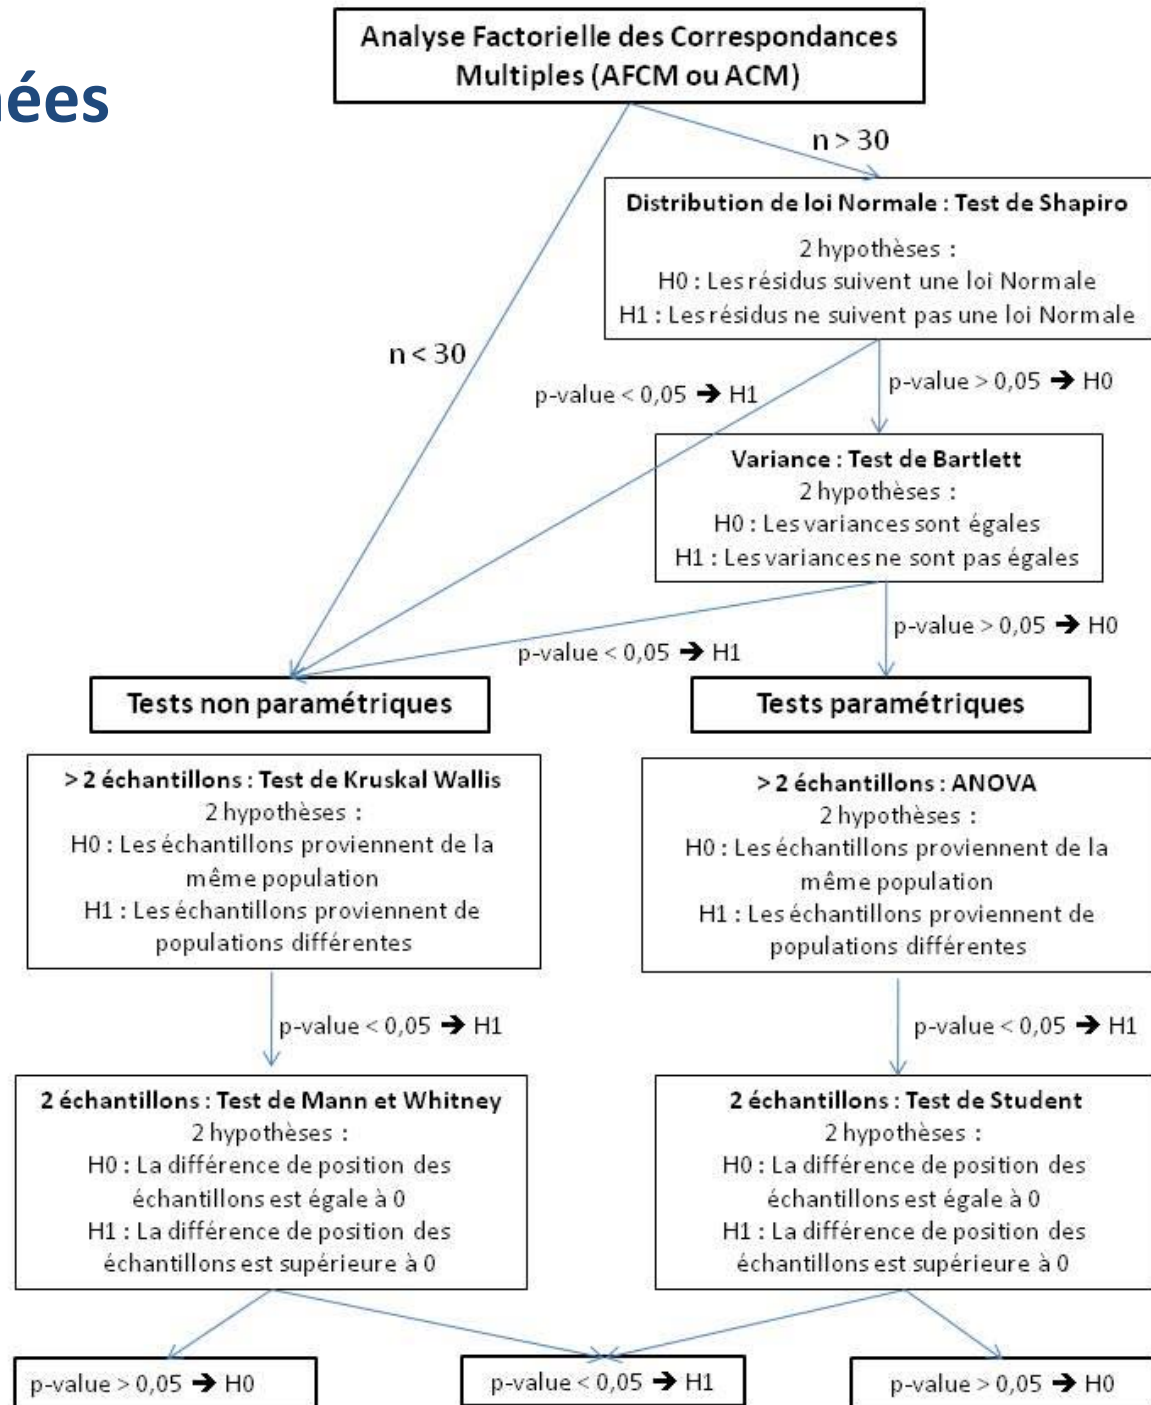 Analyse Factorielle des Correspondances
Multiples (AFCM ou ACM)
ées
n > 30
Distribution de loi Normale : Test de Shapiro
2 hypothèses :
H0 : Les résidus suivent une loi Normale
H1 : Les résidus ne suivent pas une loi Normale
n < 30
p-value < 0,05 ➔ H1
p-value > 0,05 ➔ H0
Variance : Test de Bartlett
2 hypothèses :
H0 : Les variances sont égales
H1 : Les variances ne sont pas égales
p-value < 0,05 ➔ H1
p-value > 0,05 ➔ H0
Tests non paramétriques
> 2 échantillons : Test de Kruskal Wallis
2 hypothèses :
H0 : Les échantillons proviennent de la
même population
H1 : Les échantillons proviennent de
populations différentes
p-value < 0,05 ➔ H1
2 échantillons : Test de Mann et Whitney
2 hypothèses :
H0 : La différence de position des
échantillons est égale à 0
H1 : La différence de position des
échantillons est supérieure à 0
p-value > 0,05 ➔ H0
Tests paramétriques
> 2 échantillons : ANOVA
2 hypothèses :
H0 : Les échantillons proviennent de la
même population
H1 : Les échantillons proviennent de
populations différentes
p-value < 0,05 ➔ H1
2 échantillons : Test de Student
2 hypothèses :
H0 : La différence de position des
échantillons est égale à 0
H1 : La différence de position des
échantillons est supérieure à 0
p-value < 0,05 ➔ H1
p-value > 0,05 ➔ H0